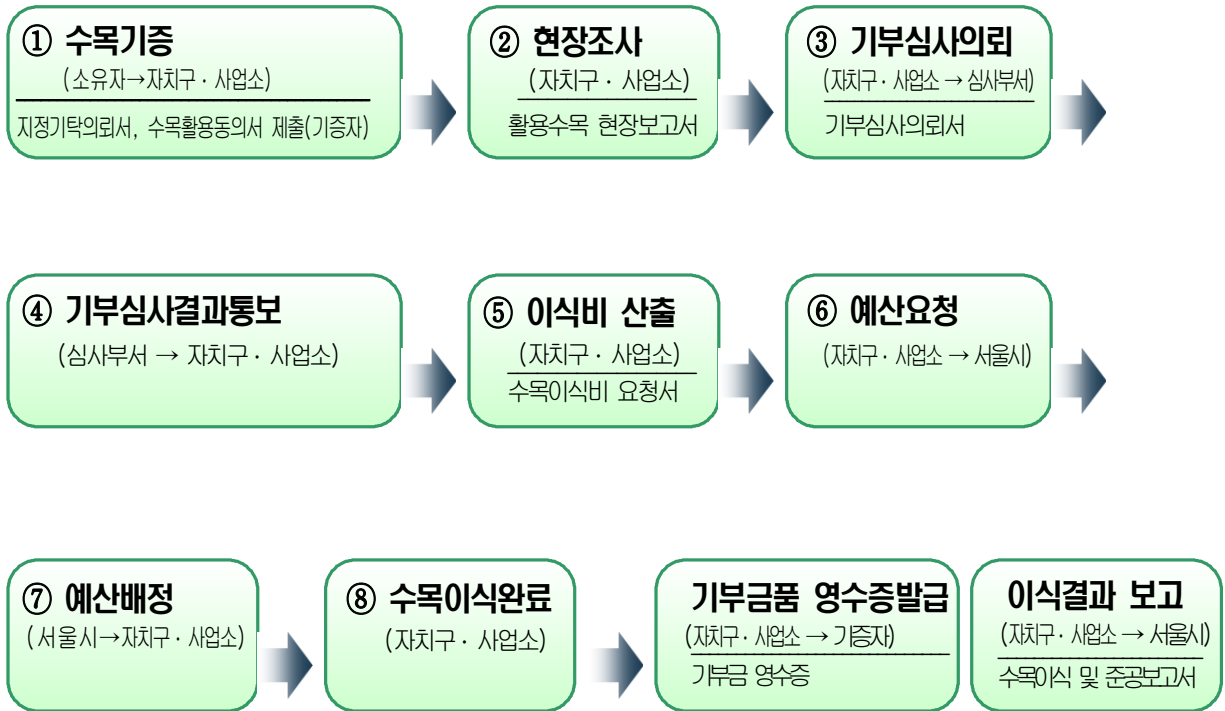 ① 수목기증
(소유자→자치구 · 사업소)
지정기탁의뢰서, 수목활용동의서 제출(기증자)
② 현장조사
(자치구 · 사업소)
활용수목 현장보고서
③ 기부심사의뢰
(자치구 · 사업소 → 심사부서)
기부심사의뢰서
④ 기부심사결과통보
(심사부서 → 자치구 · 사업소)
⑤ 이식비 산출
(자치구 · 사업소)
수목이식비 요청서
⑥ 예산요청
(자치구 · 사업소 → 서울시)
⑦ 예산배정
(서울시→자치구 · 사업소)
⑧ 수목이식완료
(자치구 · 사업소)
기부금품 영수증발급
(자치구 · 사업소 → 기증자)
기부금 영수증
이식결과 보고
(자치구 · 사업소 → 서울시)
수목이식 및 준공보고서